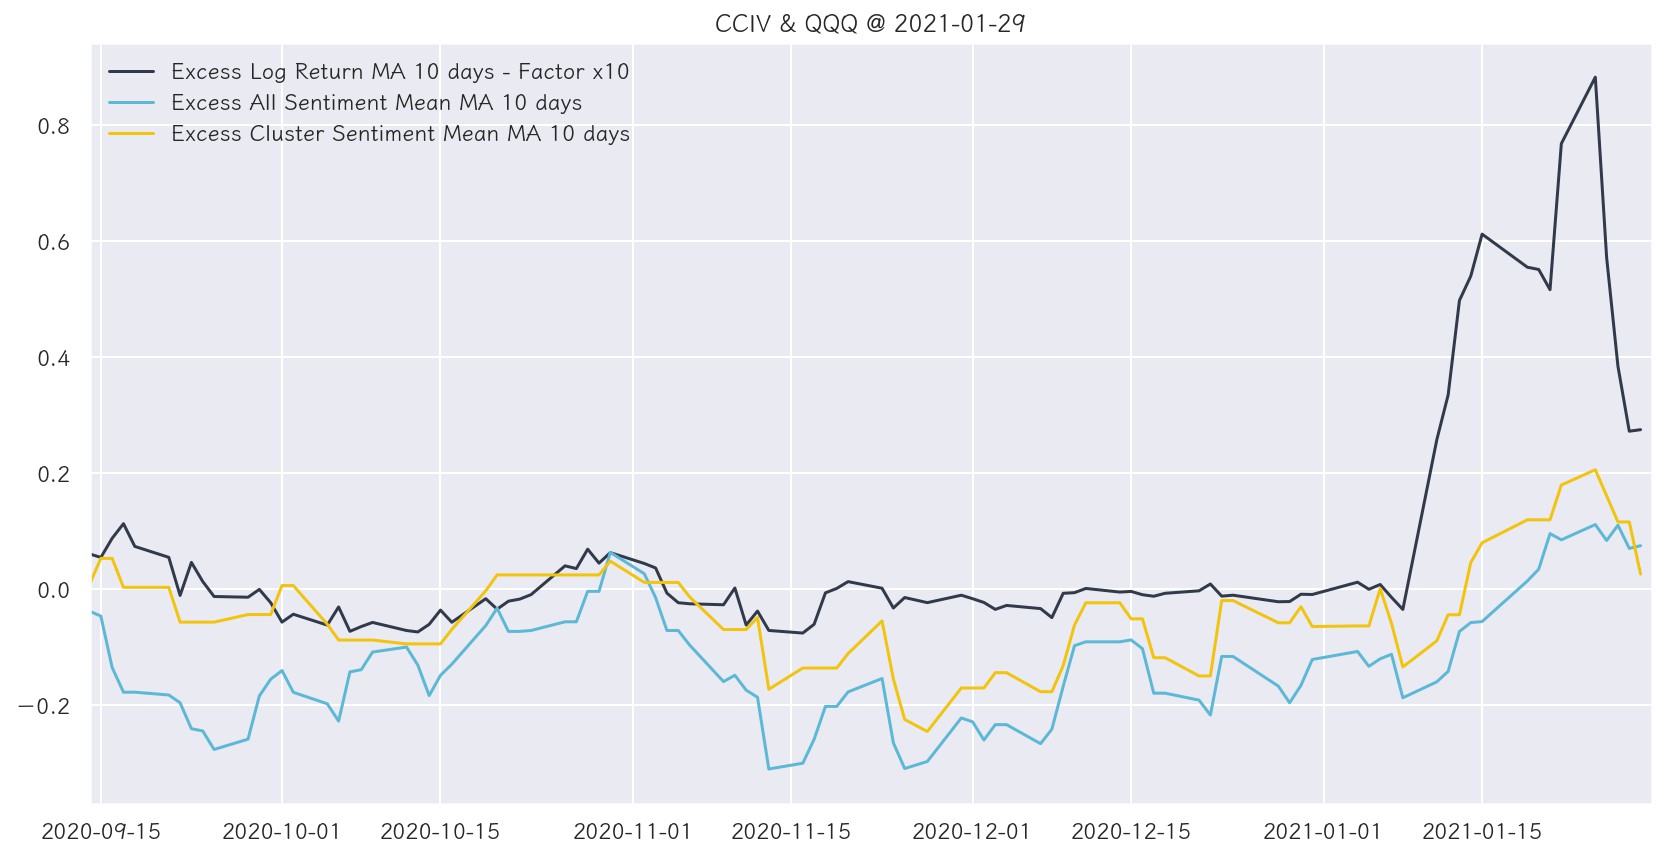 CCIV & QQQ @ 2021-01-29
Excess Log Return MA 10 days - Factor x10
Excess All Sentiment Mean MA 10 days
Excess Cluster Sentiment Mean MA 10 days
0.8
0.6
0.4
0.2
0.0
−0.2
2020-09-15 2020-10-01 2020-10-15 2020-11-01 2020-11-15 2020-12-01 2020-12-15 2021-01-01 2021-01-15